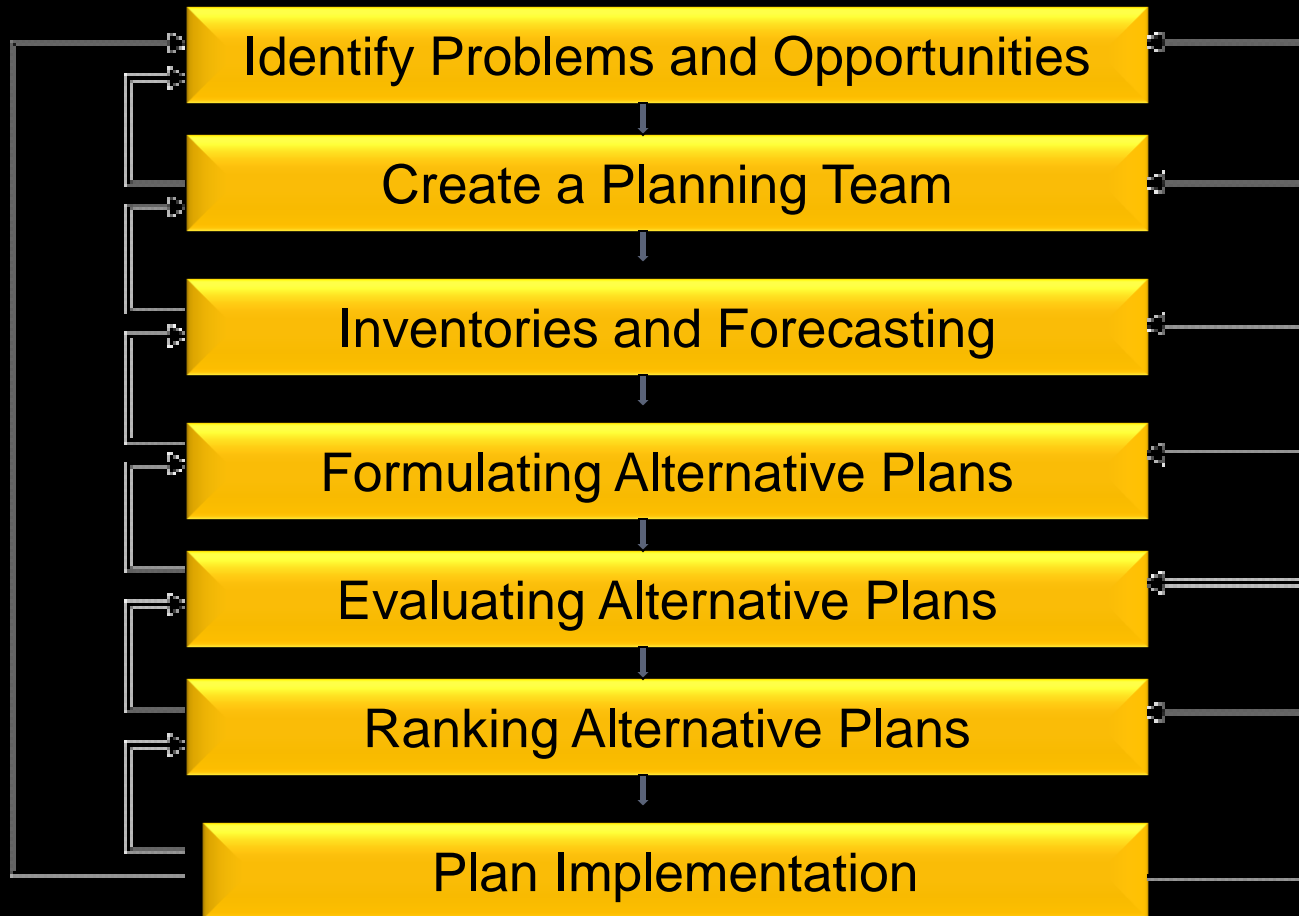 Identify Problems and Opportunities
Create a Planning Team
Inventories and Forecasting
Formulating Alternative Plans
Evaluating Alternative Plans
Ranking Alternative Plans
Plan Implementation